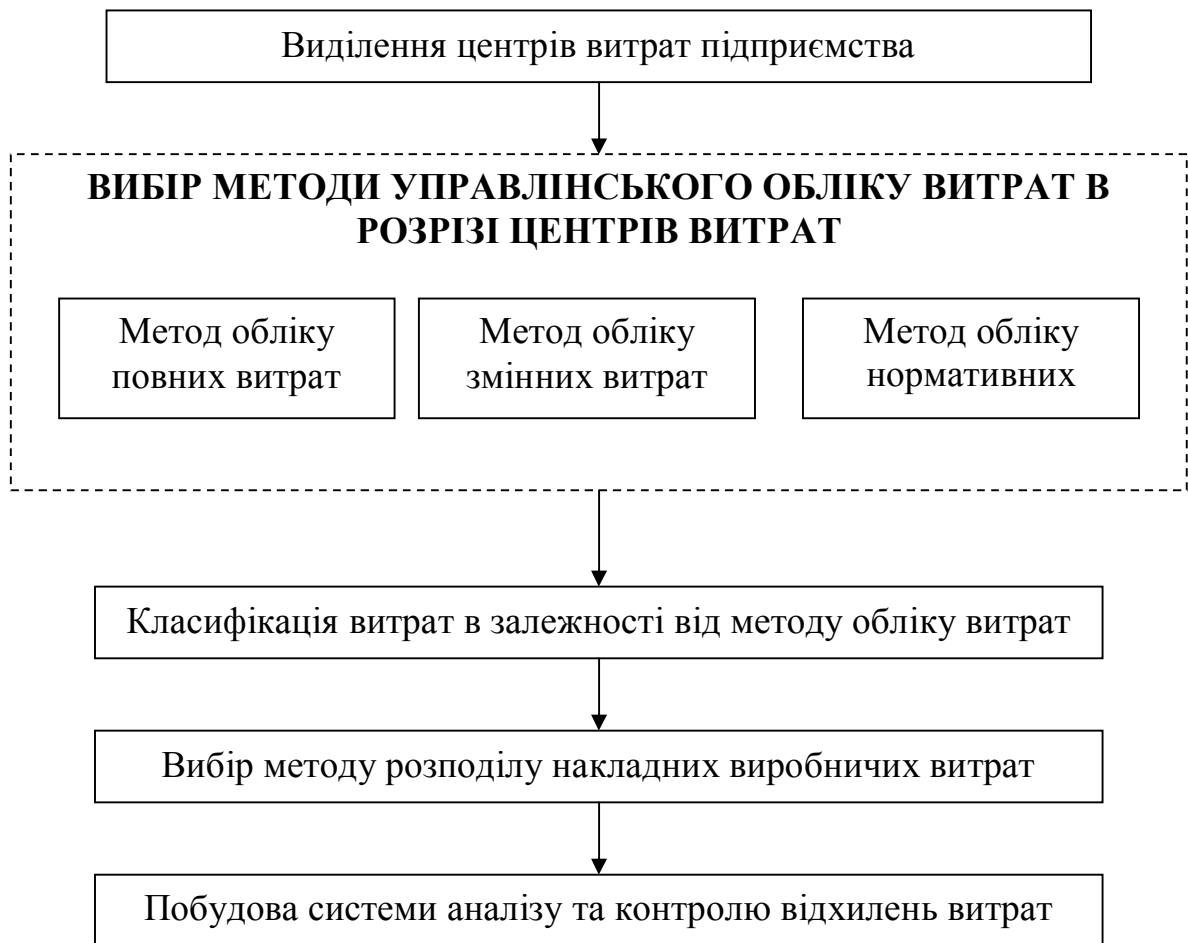 Виділення центрів витрат підприємства
ВИБІР МЕТОДИ УПРАВЛІНСЬКОГО ОБЛІКУ ВИТРАТ В
РОЗРІЗІ ЦЕНТРІВ ВИТРАТ
Метод обліку
повних витрат
Метод обліку
змінних витрат
Метод обліку
нормативних
Класифікація витрат в залежності від методу обліку витрат
Вибір методу розподілу накладних виробничих витрат
Побудова системи аналізу та контролю відхилень витрат